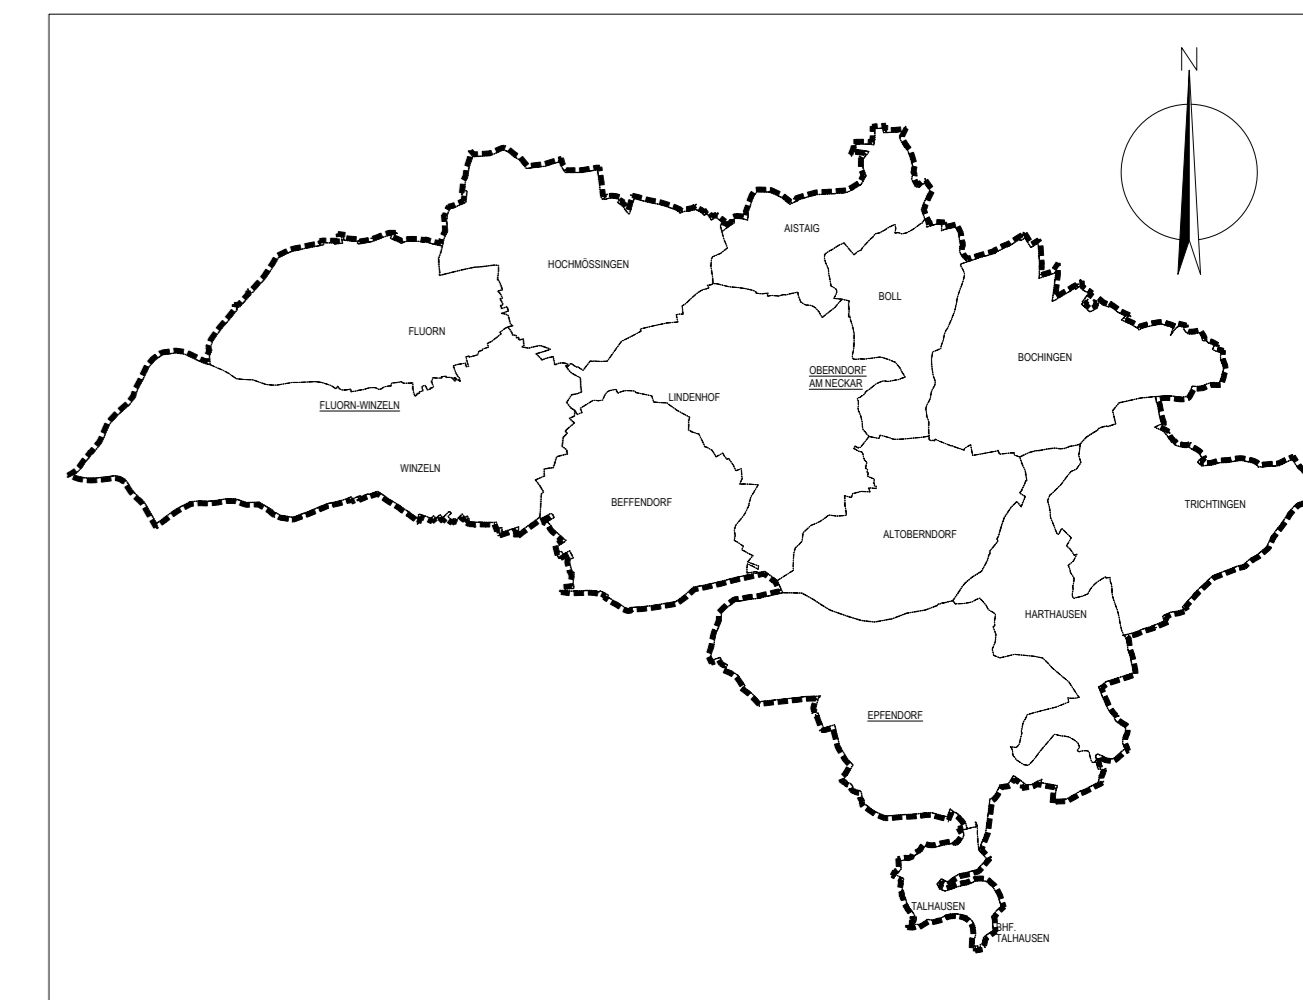 N
AISTAIG
HOCHMÖSSINGEN
BOLL
FLUORN
BOCHINGEN
OBERNDORF
AM NECKAR
LINDENHOF
FLUORN-WINZELN
WINZELN
BEFFENDORF
TRICHTINGEN
ALTOBERNDORF
HARTHAUSEN
EPFENDORF
TALHAUSEN
BHF.
TALHAUSEN